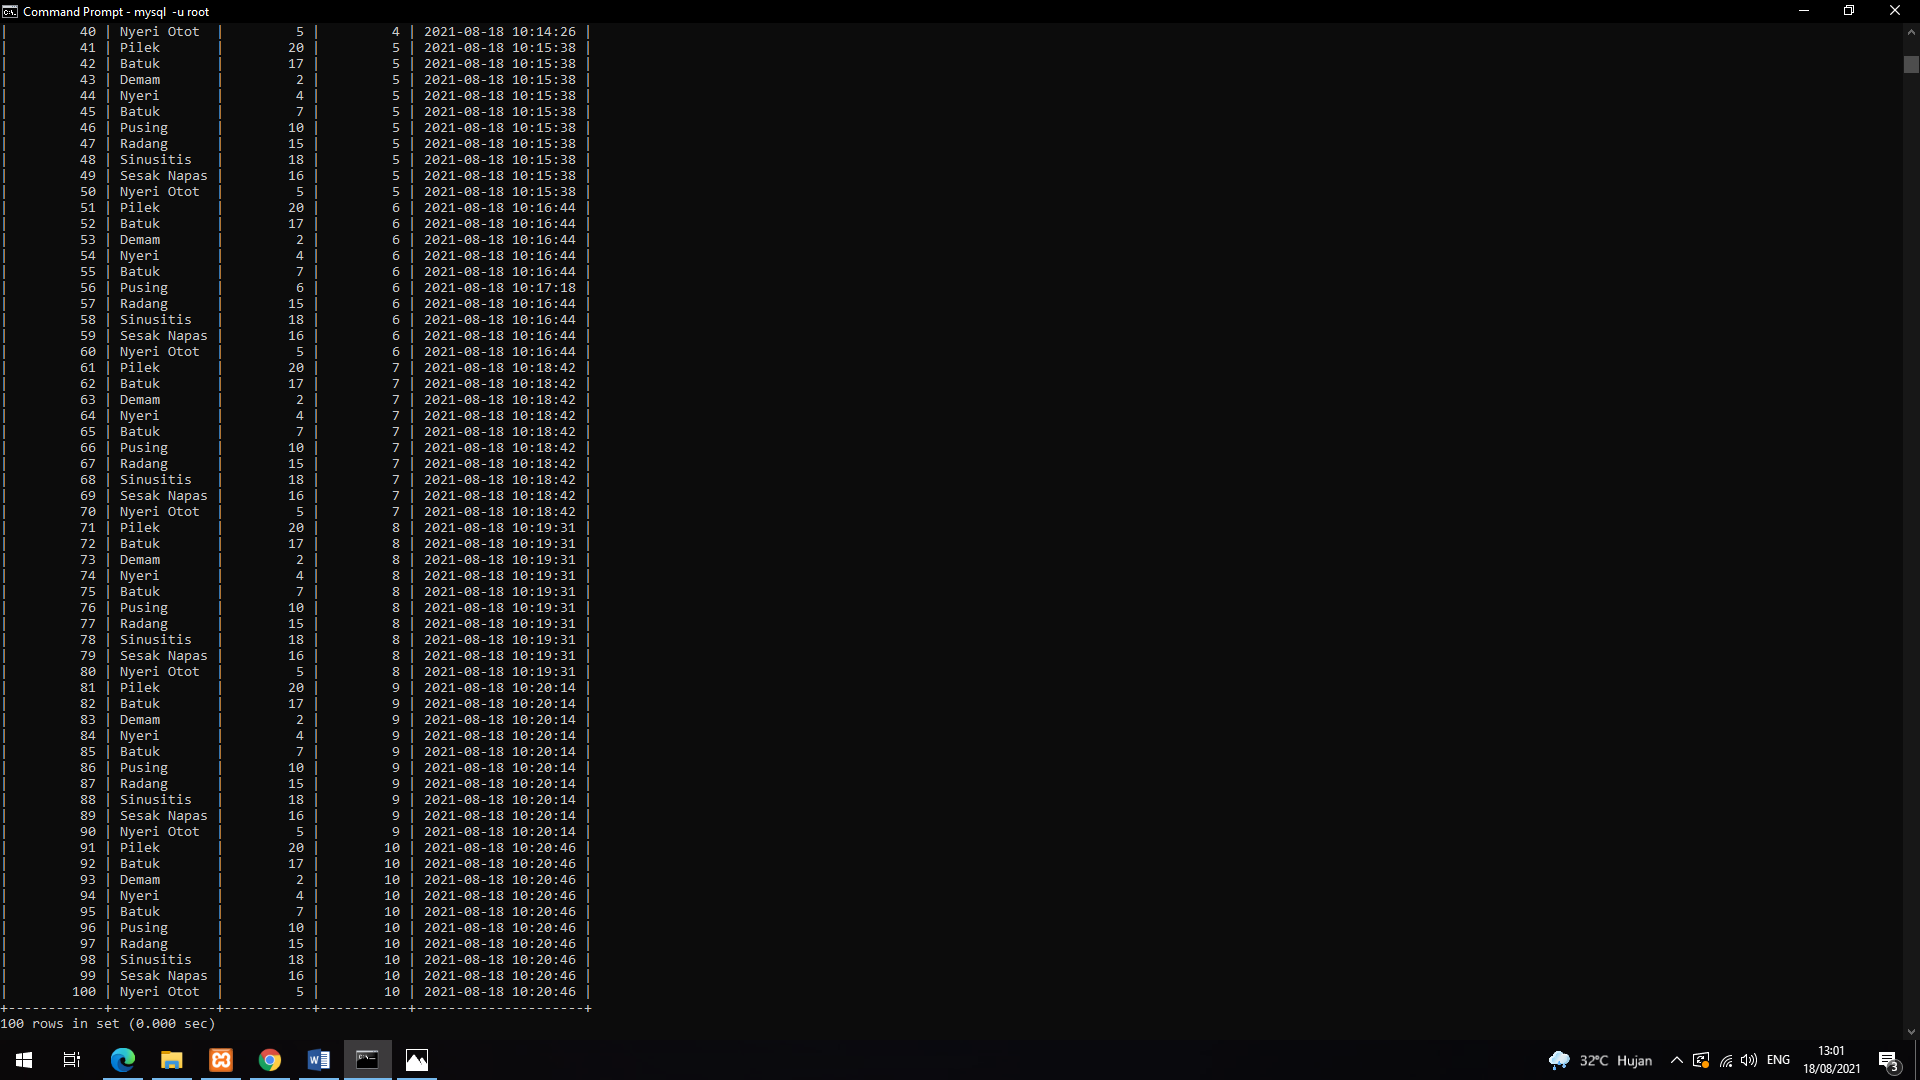 Command Prompt - mysql -u root
| 40 | Nyeri Otot | 5 | 4 | 2021-08-18 10:14:26 |
| 41 | Pilek | 20 | 5 | 2021-08-18 10:15:38 |
| 42 | Batuk | 17 | 5 | 2021-08-18 10:15:38 |
| 43 | Demam | 2 | 5 | 2021-08-18 10:15:38 |
| 44 | Nyeri | 4 | 5 | 2021-08-18 10:15:38 |
| 45 | Batuk | 7 | 5 | 2021-08-18 10:15:38 |
| 46 | Pusing | 10 | 5 | 2021-08-18 10:15:38 |
| 47 | Radang | 15 | 5 | 2021-08-18 10:15:38 |
| 48 | Sinusitis | 18 | 5 | 2021-08-18 10:15:38 |
| 49 | Sesak Napas | 16 | 5 | 2021-08-18 10:15:38 |
| 50 | Nyeri Otot | 5 | 5 | 2021-08-18 10:15:38 |
| 51 | Pilek | 20 | 6 | 2021-08-18 10:16:44 |
| 52 | Batuk | 17 | 6 | 2021-08-18 10:16:44 |
| 53 | Demam | 2 | 6 | 2021-08-18 10:16:44 |
| 54 | Nyeri | 4 | 6 | 2021-08-18 10:16:44 |
| 55 | Batuk | 7 | 6 | 2021-08-18 10:16:44 |
| 56 | Pusing | 6 | 6 | 2021-08-18 10:17:18 |
| 57 | Radang | 15 | 6 | 2021-08-18 10:16:44 |
| 58 | Sinusitis | 18 | 6 | 2021-08-18 10:16:44 |
| 59 | Sesak Napas | 16 | 6 | 2021-08-18 10:16:44 |
| 60 | Nyeri Otot | 5 | 6 | 2021-08-18 10:16:44 |
| 61 | Pilek | 20 | 7 | 2021-08-18 10:18:42 |
| 62 | Batuk | 17 | 7 | 2021-08-18 10:18:42 |
| 63 | Demam | 2 | 7 | 2021-08-18 10:18:42 |
| 64 | Nyeri | 4 | 7 | 2021-08-18 10:18:42 |
| 65 | Batuk | 7 | 7 | 2021-08-18 10:18:42 |
| 66 | Pusing | 10 | 7 | 2021-08-18 10:18:42 |
| 67 | Radang | 15 | 7 | 2021-08-18 10:18:42 |
| 68 | Sinusitis | 18 | 7 | 2021-08-18 10:18:42 |
| 69 | Sesak Napas | 16 | 7 | 2021-08-18 10:18:42 |
| 70 | Nyeri Otot | 5 | 7 | 2021-08-18 10:18:42 |
| 71 | Pilek | 20 | 8 | 2021-08-18 10:19:31 |
| 72 | Batuk | 17 | 8 | 2021-08-18 10:19:31 |
| 73 | Demam | 2 | 8 | 2021-08-18 10:19:31 |
| 74 | Nyeri | 4 | 8 | 2021-08-18 10:19:31 |
| 75 | Batuk | 7 | 8 | 2021-08-18 10:19:31 |
| 76 | Pusing | 10 | 8 | 2021-08-18 10:19:31 |
| 77 | Radang | 15 | 8 | 2021-08-18 10:19:31 |
| 78 | Sinusitis | 18 | 8 | 2021-08-18 10:19:31 |
| 79 | Sesak Napas | 16 | 8 | 2021-08-18 10:19:31 |
| 80 | Nyeri Otot | 5 | 8 | 2021-08-18 10:19:31 |
| 81 | Pilek | 20 | 9 | 2021-08-18 10:20:14 |
| 82 | Batuk | 17 | 9 | 2021-08-18 10:20:14 |
| 83 | Demam | 2 | 9 | 2021-08-18 10:20:14 |
| 84 | Nyeri | 4 | 9 | 2021-08-18 10:20:14 |
| 85 | Batuk | 7 | 9 | 2021-08-18 10:20:14 |
| 86 | Pusing | 10 | 9 | 2021-08-18 10:20:14 |
| 87 | Radang | 15 | 9 | 2021-08-18 10:20:14 |
| 88 | Sinusitis | 18 | 9 | 2021-08-18 10:20:14 |
| 89 | Sesak Napas | 16 | 9 | 2021-08-18 10:20:14 |
| 90 | Nyeri Otot | 5 | 9 | 2021-08-18 10:20:14 |
| 91 | Pilek | 20 | 10 | 2021-08-18 10:20:46 |
| 92 | Batuk | 17 | 10 | 2021-08-18 10:20:46 |
| 93 | Demam | 2 | 10 | 2021-08-18 10:20:46 |
| 94 | Nyeri | 4 | 10 | 2021-08-18 10:20:46 |
| 95 | Batuk | 7 | 10 | 2021-08-18 10:20:46 |
| 96 | Pusing | 10 | 10 | 2021-08-18 10:20:46 |
| 97 | Radang | 15 | 10 | 2021-08-18 10:20:46 |
| 98 | Sinusitis | 18 | 10 | 2021-08-18 10:20:46 |
| 99 | Sesak Napas | 16 | 10 | 2021-08-18 10:20:46 |
| 100 | Nyeri Otot | 5 | 10 | 2021-08-18 10:20:46 |
+------------+-------------+-----------+-----------+---------------------+
100 rows in set (0.000 sec)
32°C Hujan ENG 13:01
18/08/2021
3